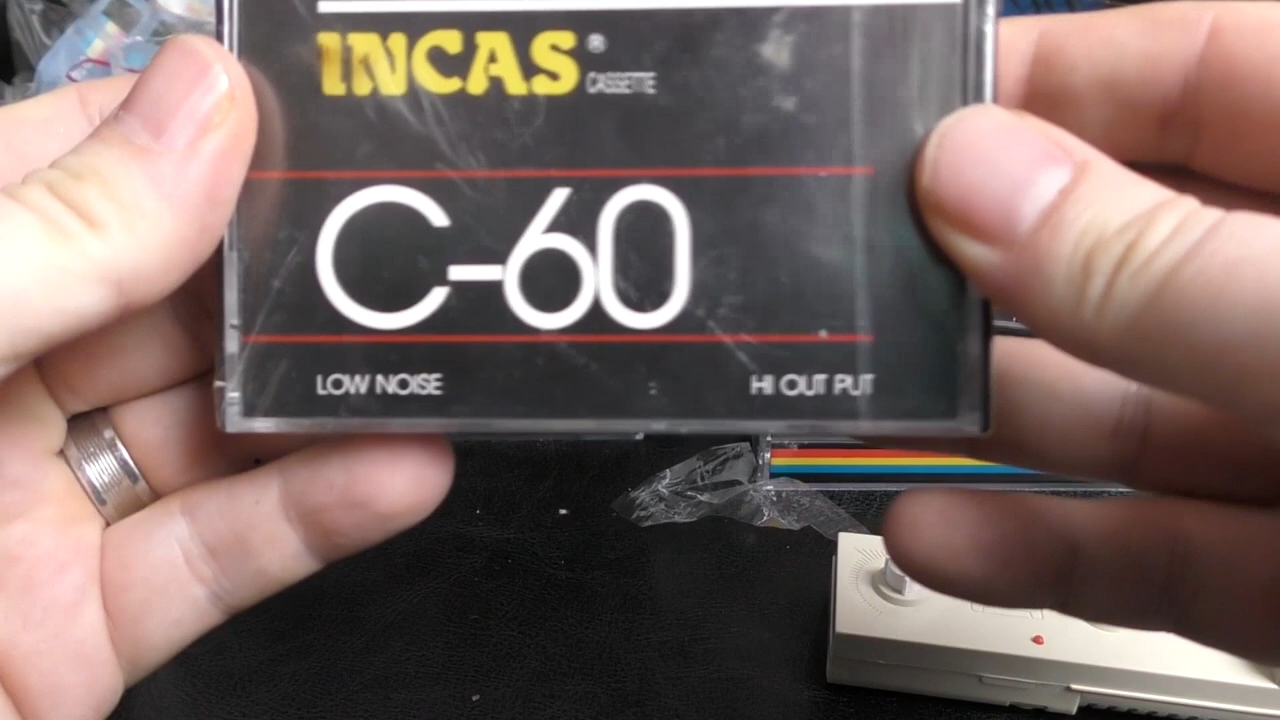 INCAS®
CASSETTE
C-60
LOW NOISE
HI OUT PUT